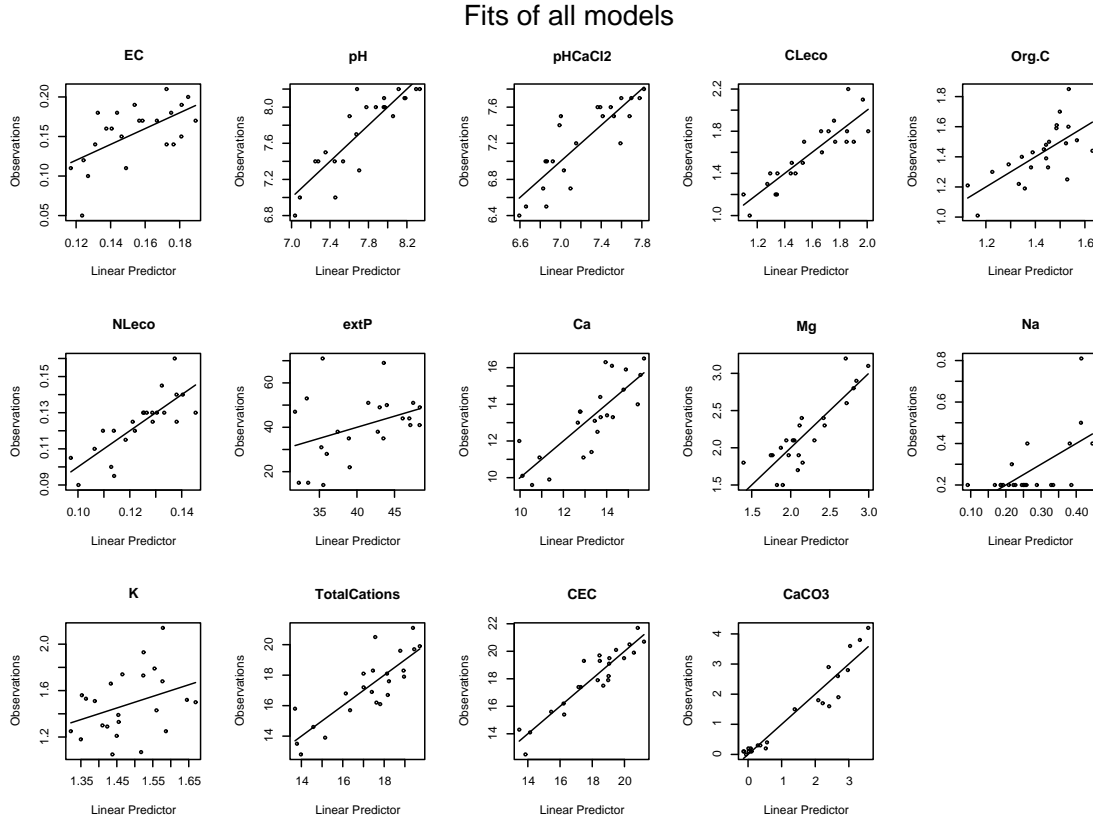 Fits of all models
EC
Observations
0.05 0.10 0.15 0.20
0.12 0.14 0.16 0.18
Linear Predictor
pH
Observations
6.8 7.2 7.6 8.0
7.0 7.4 7.8 8.2
Linear Predictor
pHCaCl2
Observations
6.4 6.8 7.2 7.6
6.6 7.0 7.4 7.8
Linear Predictor
CLeco
Observations
1.0 1.4 1.8 2.2
1.2 1.4 1.6 1.8 2.0
Linear Predictor
Org.C
Observations
1.0 1.2 1.4 1.6 1.8
1.2 1.4 1.6
Linear Predictor
NLeco
Observations
0.09 0.11 0.13 0.15
0.10 0.12 0.14
Linear Predictor
extP
Observations
20 40 60
35 40 45
Linear Predictor
Ca
Observations
10 12 14 16
10 12 14
Linear Predictor
Mg
Observations
1.5 2.0 2.5 3.0
1.5 2.0 2.5 3.0
Linear Predictor
Na
Observations
0.2 0.4 0.6 0.8
0.10 0.20 0.30 0.40
Linear Predictor
K
Observations
1.2 1.6 2.0
1.35 1.45 1.55 1.65
Linear Predictor
TotalCations
Observations
14 16 18 20
14 16 18
Linear Predictor
CEC
Observations
14 16 18 20 22
14 16 18 20
Linear Predictor
CaCO3
Observations
0 1 2 3 4
0 1 2 3
Linear Predictor